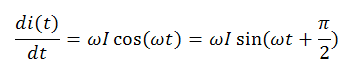 di(t)/dt = ωI cos(ωt) = ωI sin(ωt + π/2)